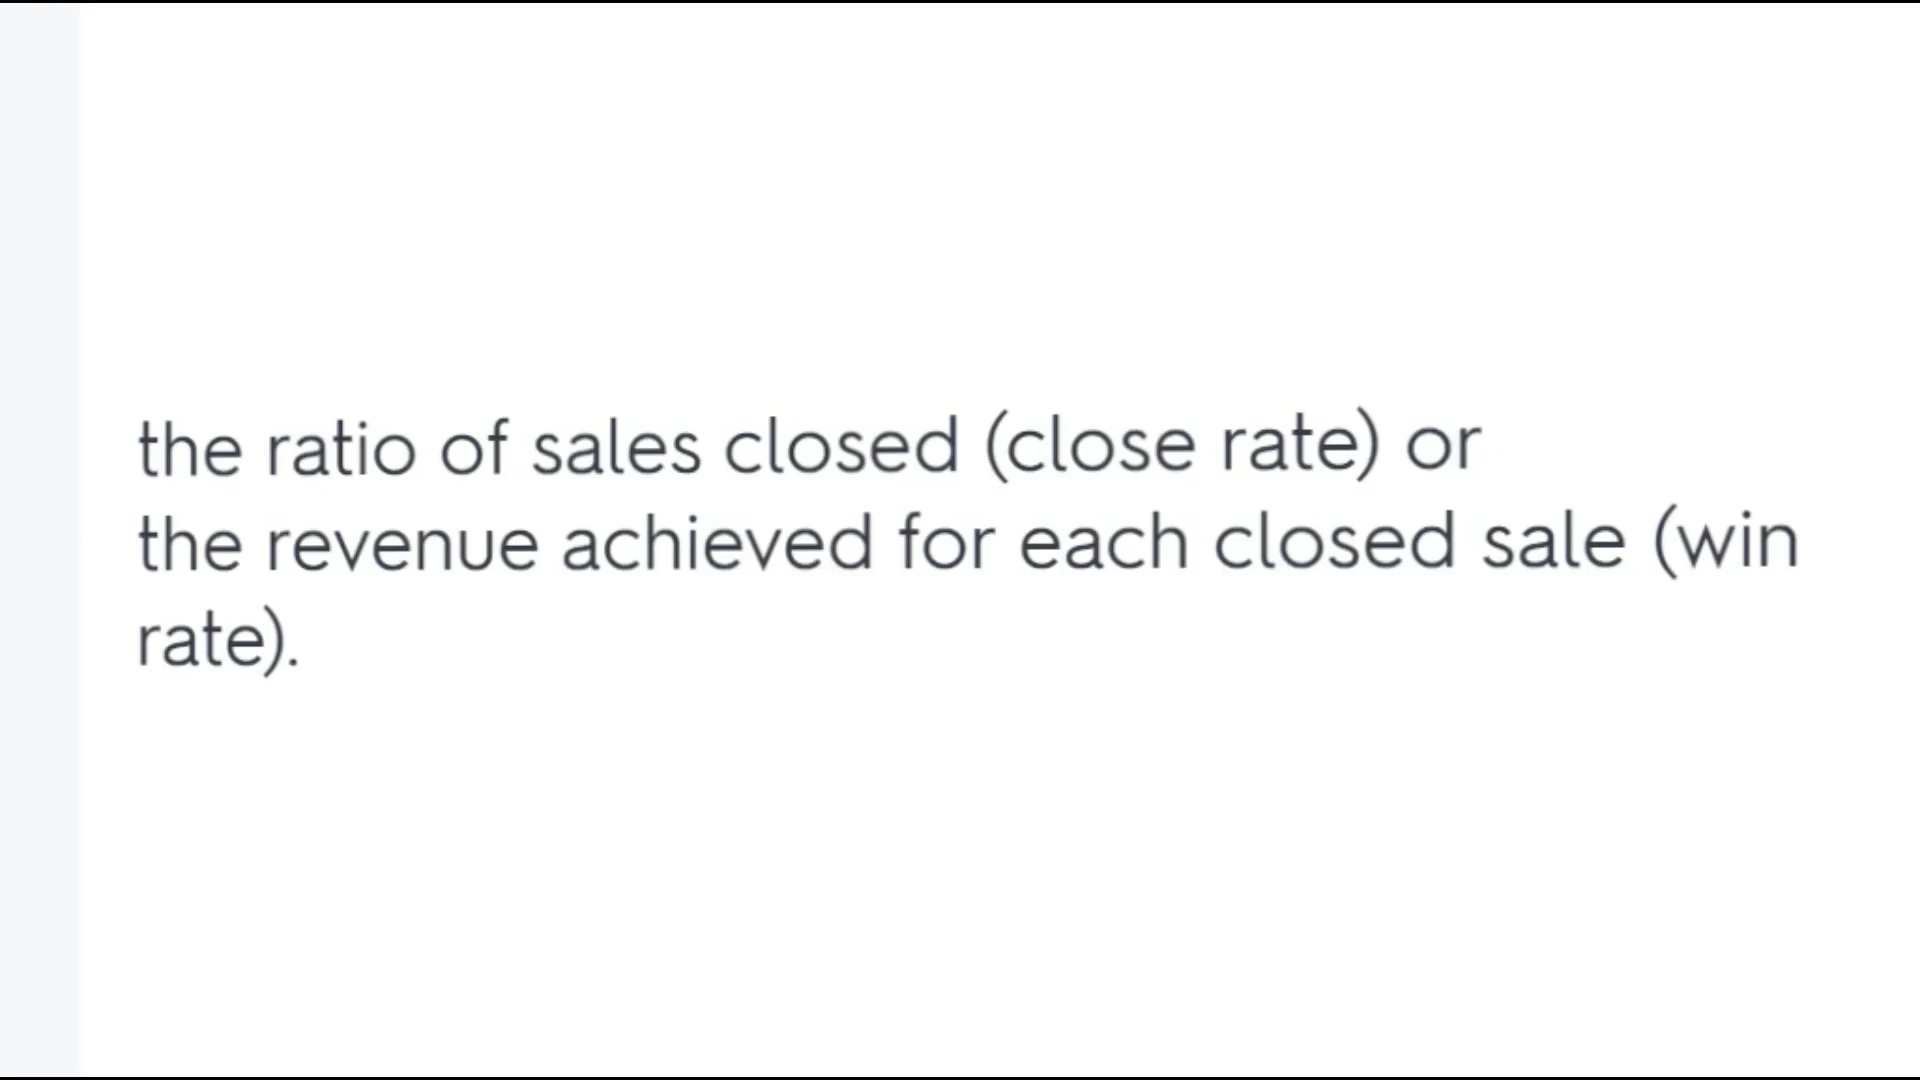 the ratio of sales closed (close rate) or
the revenue achieved for each closed sale (win
rate).